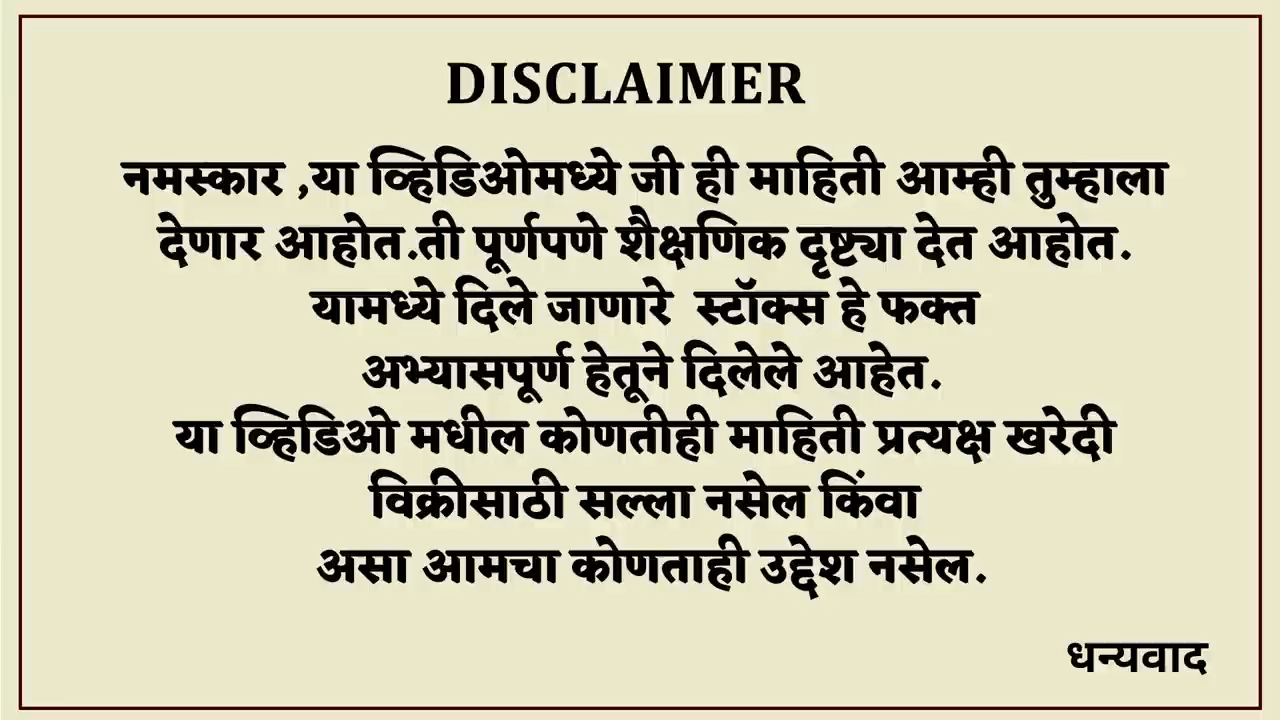 DISCLAIMER
नमस्कार ,या व्हिडिओमध्ये जी ही माहिती आम्ही तुम्हाला
देणार आहोत.ती पूर्णपणे शैक्षणिक दृष्ट्या देत आहोत.
यामध्ये दिले जाणारे  स्टॉक्स हे फक्त
अभ्यासपूर्ण हेतूने दिलेले आहेत.
या व्हिडिओ मधील कोणतीही माहिती प्रत्यक्ष खरेदी
विक्रीसाठी सल्ला नसेल किंवा
असा आमचा कोणताही उद्देश नसेल.
धन्यवाद